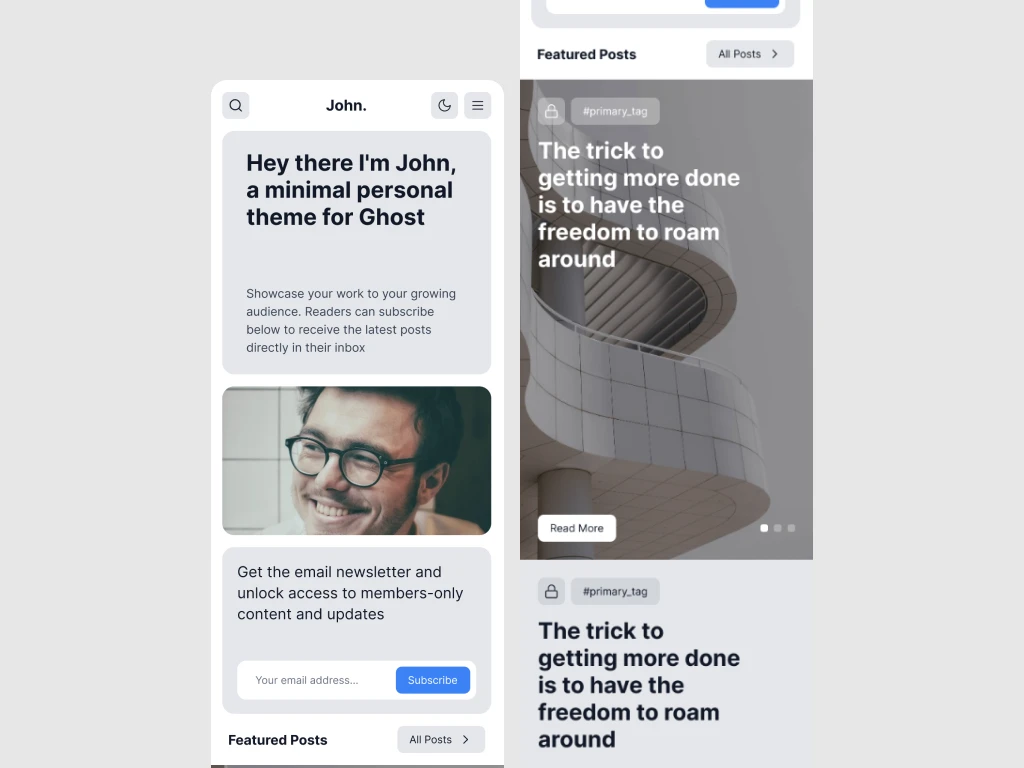 John.
Hey there I'm John,
a minimal personal
theme for Ghost
Showcase your work to your growing
audience. Readers can subscribe
below to receive the latest posts
directly in their inbox
Get the email newsletter and
unlock access to members-only
content and updates
Your email address...
Subscribe
Featured Posts
All Posts
Featured Posts
All Posts
#primary_tag
The trick to
getting more done
is to have the
freedom to roam
around
Read More
#primary_tag
The trick to
getting more done
is to have the
freedom to roam
around